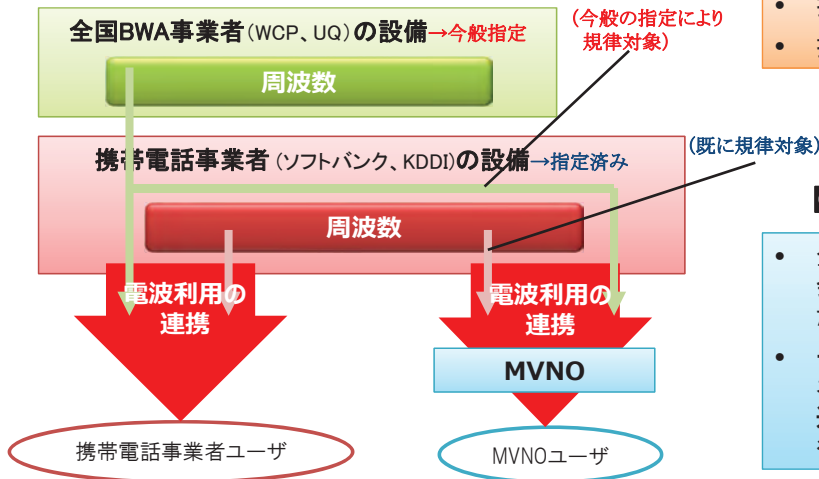 全国BWA事業者(WCP、UQ)の設備→今般指定
周波数
(今般の指定により
規律対象)
携帯電話事業者(ソフトバンク、KDDI)の設備→指定済み
(既に規律対象)
周波数
電波利用の
連携
電波利用の
連携
MVNO
携帯電話事業者ユーザ
MVNOユーザ